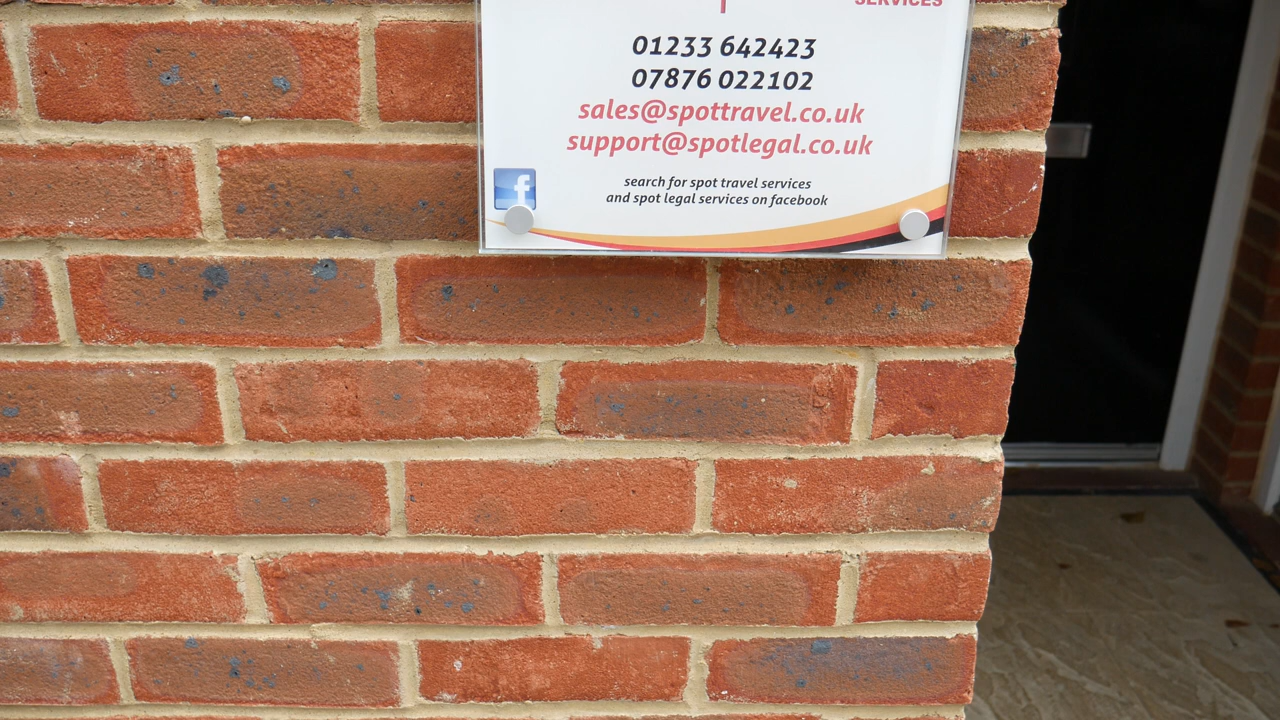 SERVICES
01233 642423
07876 022102
sales@spottravel.co.uk
support@spotlegal.co.uk
f
search for spot travel services
and spot legal services on facebook